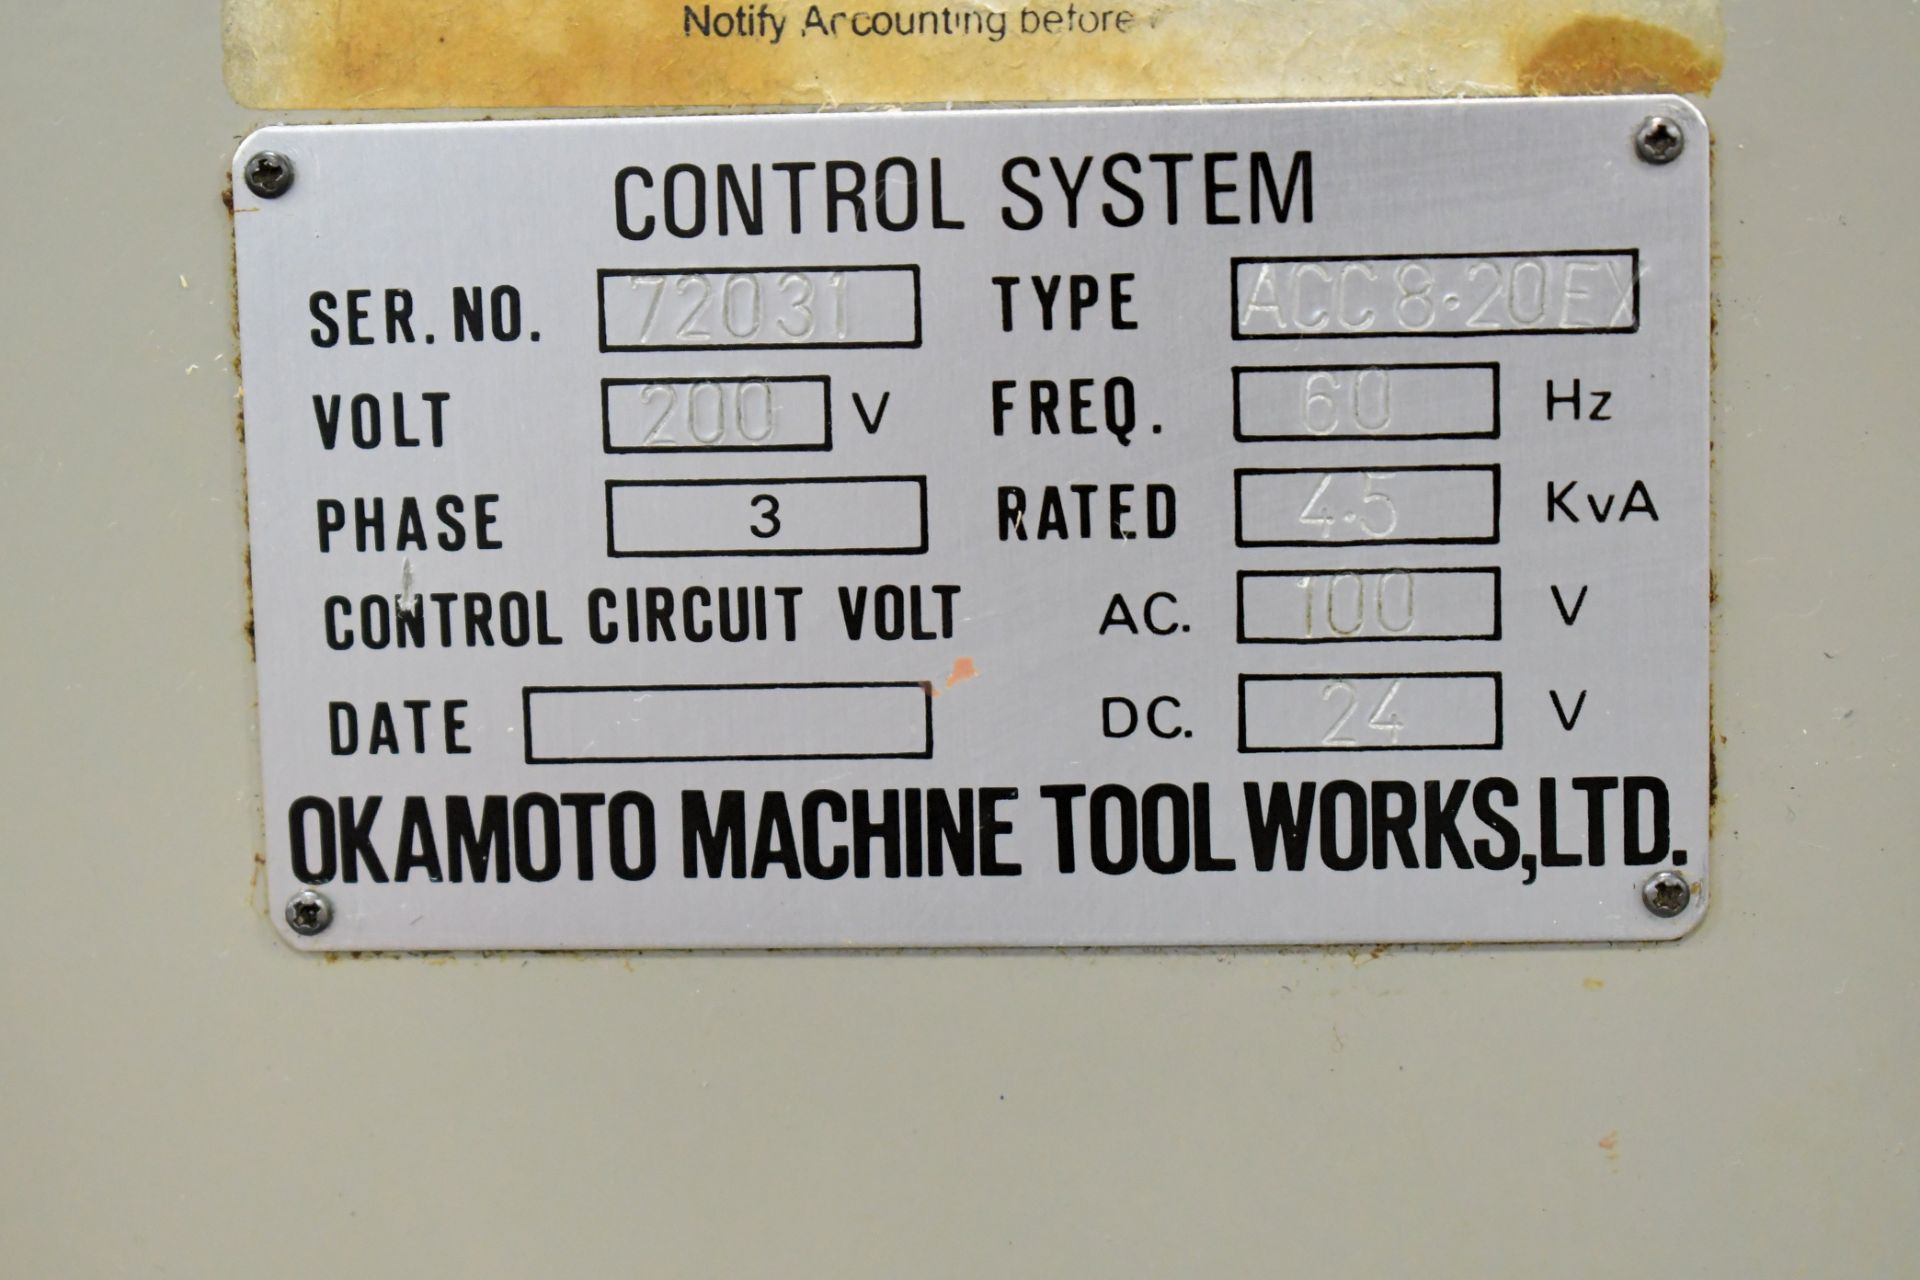 Notify Accounting before
CONTROL SYSTEM
SER. NO. 72031 TYPE ACC8·20EX
VOLT 200 V FREQ. 60 Hz
PHASE 3 RATED 4.5 KvA
CONTROL CIRCUIT VOLT AC. 100 V
DATE DC. 24 V
OKAMOTO MACHINE TOOL WORKS,LTD.